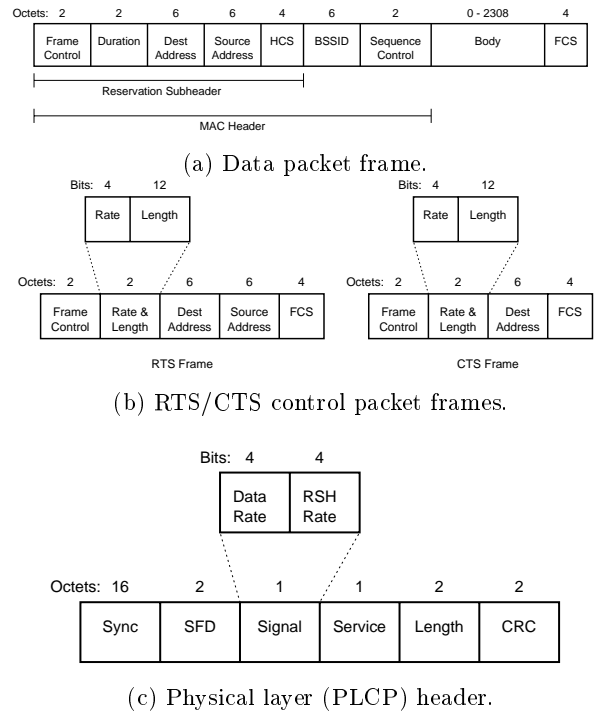 Octets: 2 2 6 6 4 6 2 0 - 2308 4
Frame Control Duration Dest Address Source Address HCS BSSID Sequence Control Body FCS
Reservation Subheader
MAC Header
(a) Data packet frame.
Bits: 4 12
Rate Length
Octets: 2 2 6 6 4
Frame Control Rate & Length Dest Address Source Address FCS
RTS Frame
Bits: 4 12
Rate Length
Octets: 2 2 6 4
Frame Control Rate & Length Dest Address FCS
CTS Frame
(b) RTS/CTS control packet frames.
Bits: 4 4
Data Rate RSH Rate
Octets: 16 2 1 1 2 2
Sync SFD Signal Service Length CRC
(c) Physical layer (PLCP) header.